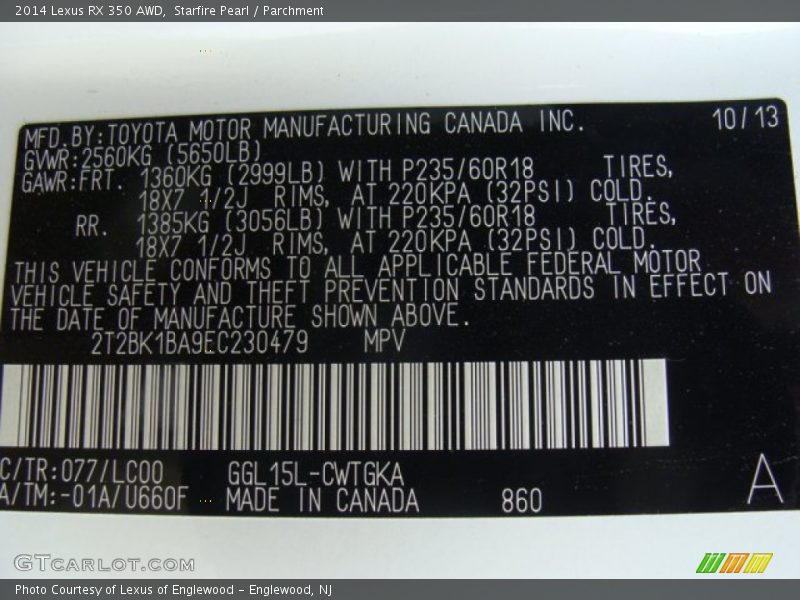 2014 Lexus RX 350 AWD, Starfire Pearl / Parchment
MFD.BY:TOYOTA MOTOR MANUFACTURING CANADA INC. 10/13
GVWR:2560KG (5650LB)
GAWR:FRT. 1360KG (2999LB) WITH P235/60R18 TIRES,
18X7 1/2J RIMS, AT 220KPA (32PSI) COLD.
RR. 1385KG (3056LB) WITH P235/60R18 TIRES,
18X7 1/2J RIMS, AT 220KPA (32PSI) COLD.
THIS VEHICLE CONFORMS TO ALL APPLICABLE FEDERAL MOTOR
VEHICLE SAFETY AND THEFT PREVENTION STANDARDS IN EFFECT ON
THE DATE OF MANUFACTURE SHOWN ABOVE.
2T2BK1BA9EC230479 MPV
C/TR:077/LC00 GGL15L-CWTGKA
A/TM:-01A/U660F MADE IN CANADA 860 A
GTCARLOT.COM
Photo Courtesy of Lexus of Englewood - Englewood, NJ